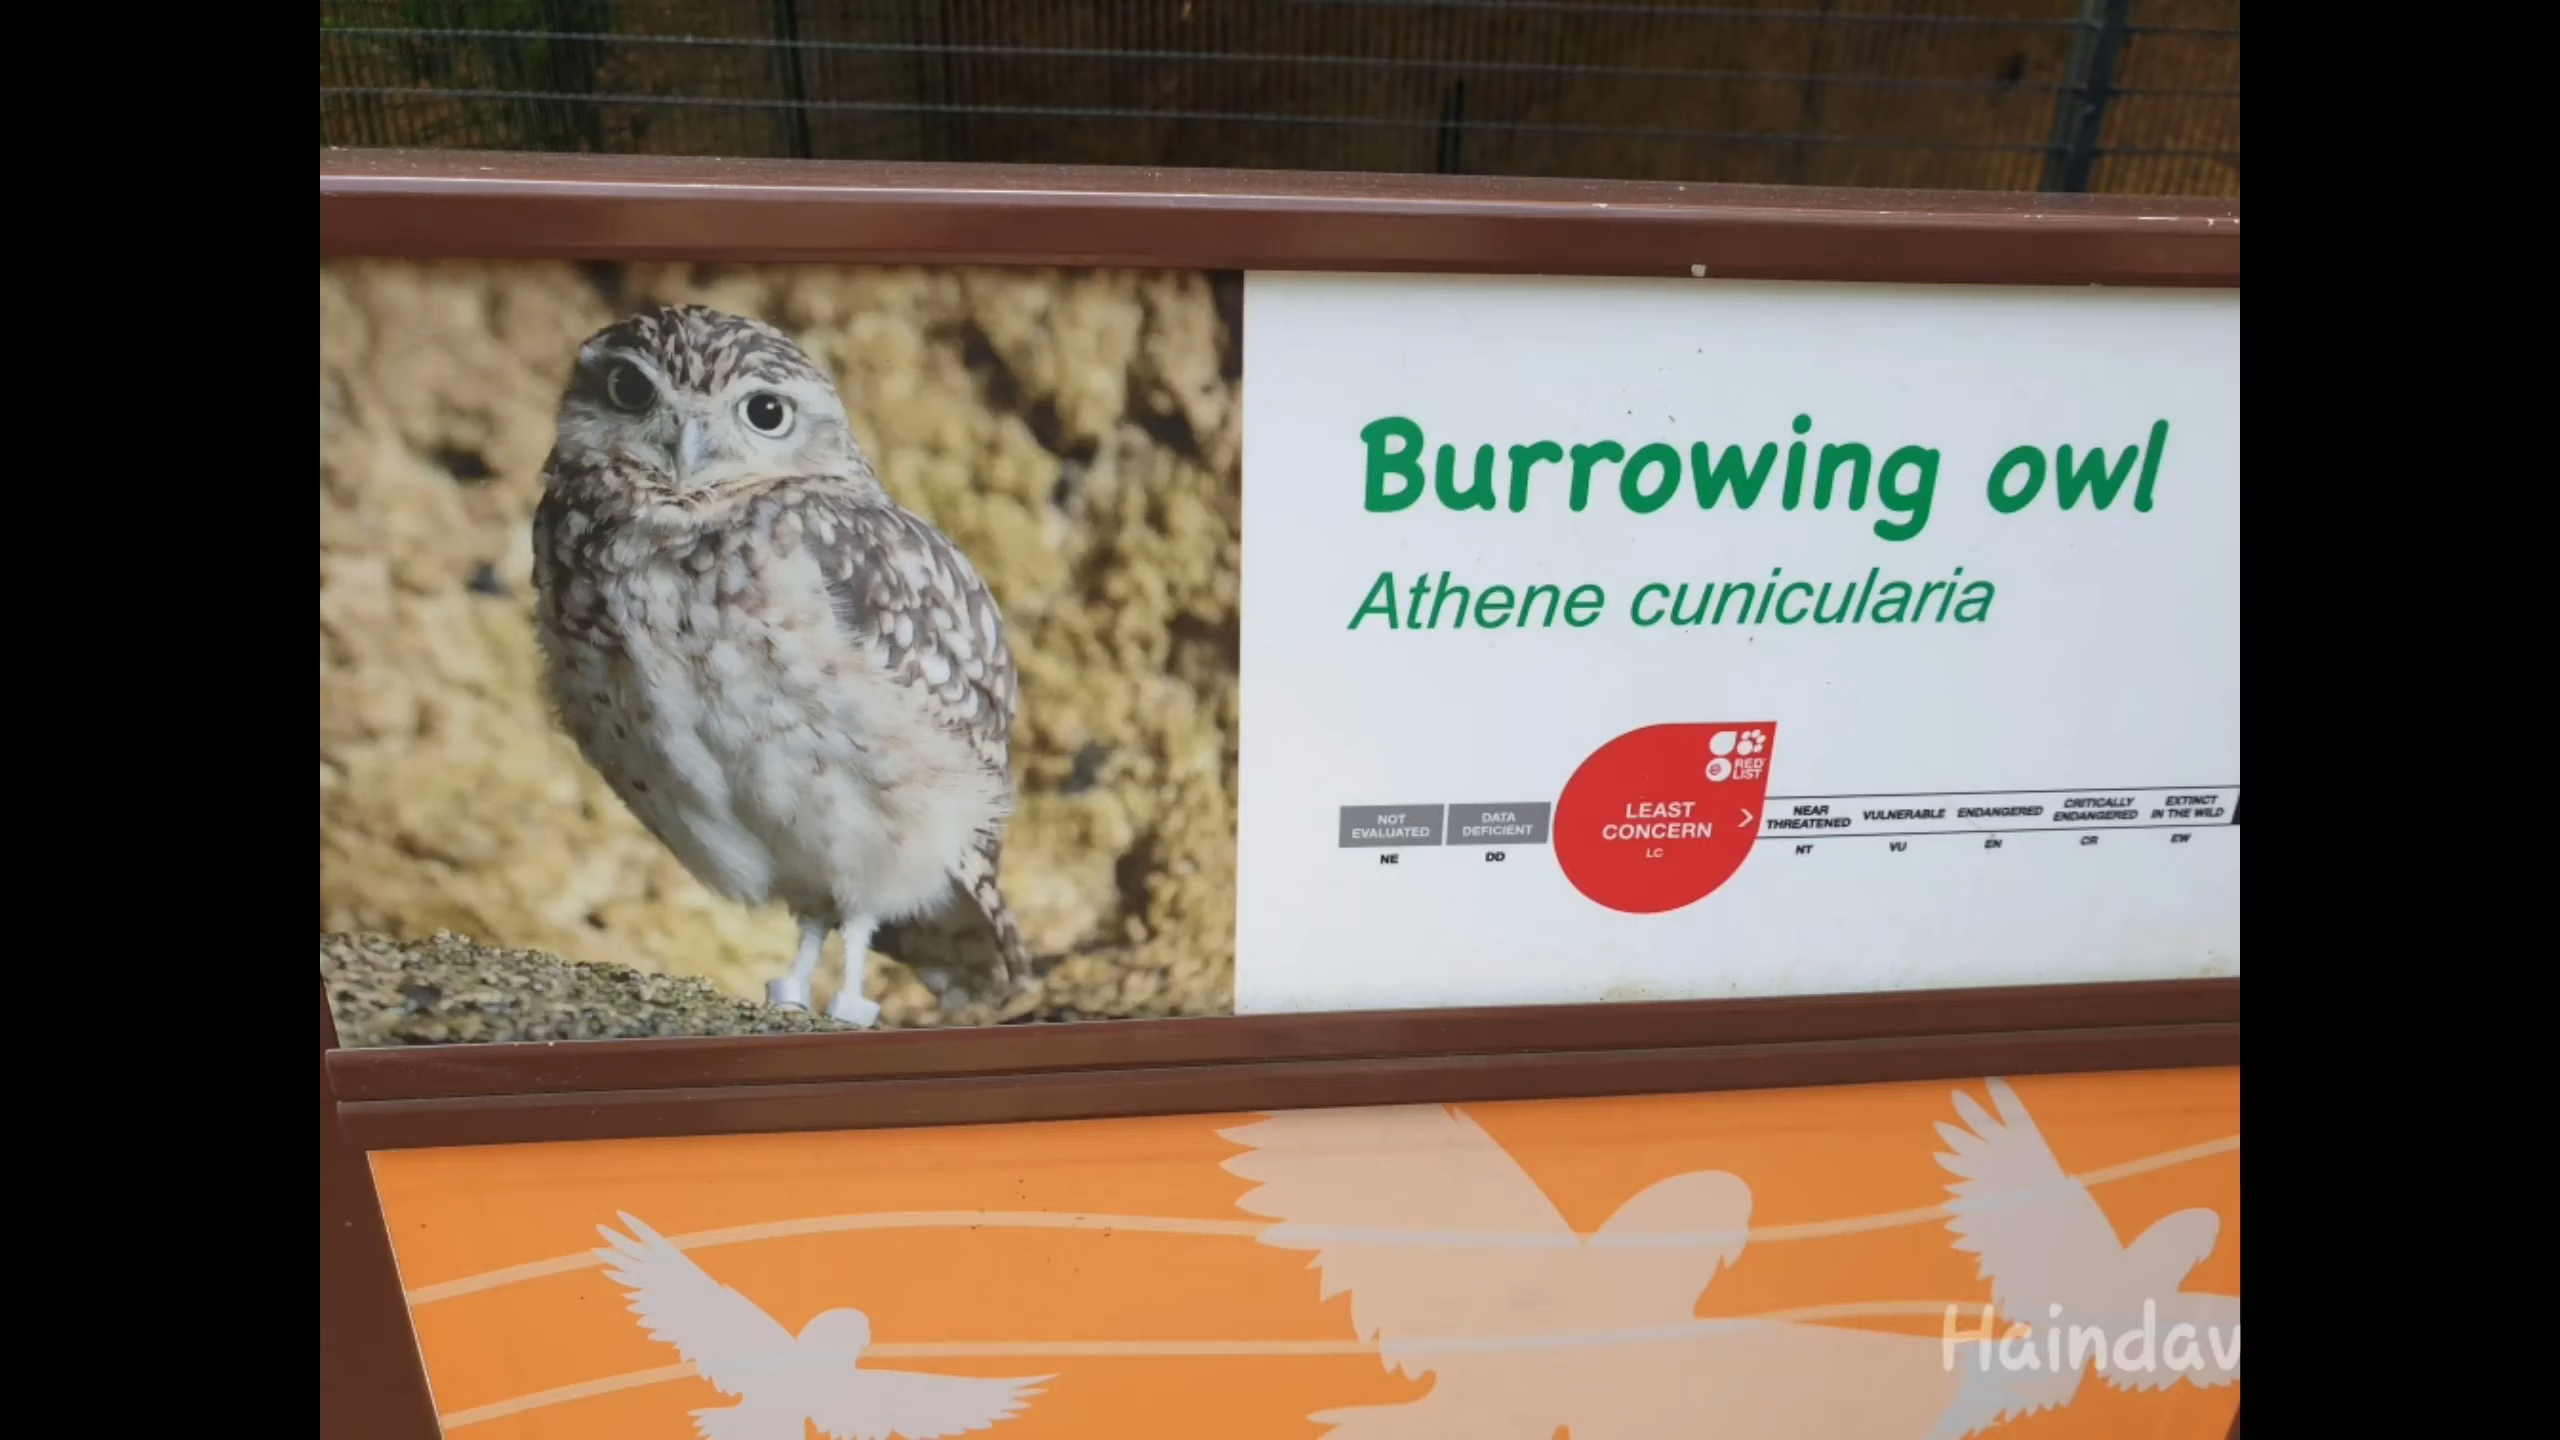 Burrowing owl
Athene cunicularia
RED
LIST
NOT
EVALUATED
NE
DATA
DEFICIENT
DD
LEAST
CONCERN
LC
NEAR
THREATENED
NT
VULNERABLE
VU
ENDANGERED
EN
CRITICALLY
ENDANGERED
CR
EXTINCT
IN THE WILD
EW
Haindav